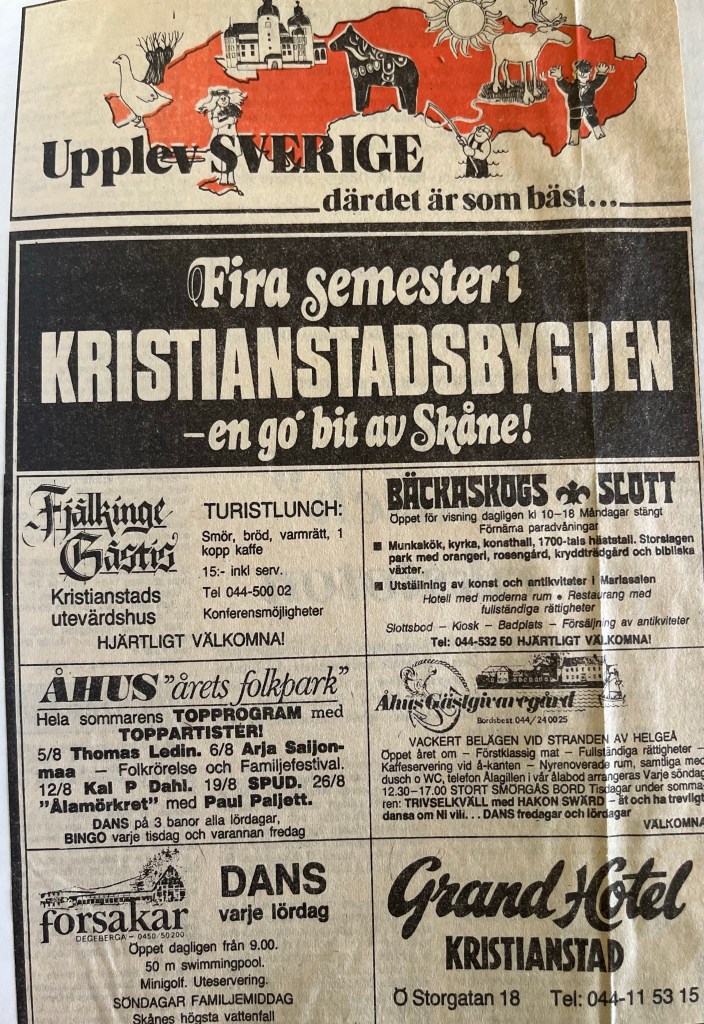 Upplev SVERIGE
där det är som bäst...
Fira semester i
KRISTIANSTADSBYGDEN
– en go' bit av Skåne!
Fjälkinge
Gästis
Kristianstads
utevärdshus
TURISTLUNCH:
Smör, bröd, varmrätt, 1
kopp kaffe
15:- inkl serv.
Tel 044-500 02
Konferensmöjligheter
HJÄRTLIGT VÄLKOMNA!
BÄCKASKOGS SLOTT
Öppet för visning dagligen kl 10–18 Måndagar stängt
Förnäma paradvåningar
■ Munkakök, kyrka, konsthall, 1700-tals häststall. Storslagen
park med orangeri, rosengård, kryddträdgård och bibliska
växter.
■ Utställning av konst och antikviteter i Mariasalen
Hotell med moderna rum • Restaurang med
fullständiga rättigheter
Slottsbod – Kiosk – Badplats – Försäljning av antikviteter
Tel: 044-532 50 HJÄRTLIGT VÄLKOMNA!
ÅHUS "årets folkpark"
Hela sommarens TOPPROGRAM med
TOPPARTISTER!
5/8 Thomas Ledin. 6/8 Arja Saijon-
maa – Folkrörelse och Familjefestival.
12/8 Kal P Dahl. 19/8 SPUD. 26/8
"Ålamörkret" med Paul Paljett.
DANS på 3 banor alla lördagar,
BINGO varje tisdag och varannan fredag
Åhus Gästgivaregård
Bordsbest 044/24 00 25
VACKERT BELÄGEN VID STRANDEN AV HELGEÅ
Öppet året om – Förstklassig mat – Fullständiga rättigheter –
Kaffeservering vid å-kanten – Nyrenoverade rum, samtliga med
dusch o WC, telefon Ålagillen i vår ålabod arrangeras Varje söndag
12.30–17.00 STORT SMÖRGÅS BORD Tisdagar under somma-
ren: TRIVSELKVÄLL med HAKON SWÄRD – ät och ha trevligt
dansa om Ni vill... DANS fredagar och lördagar
VÄLKOMNA
forsakar
DEGEBERGA – 0450/50200
DANS
varje lördag
Öppet dagligen från 9.00.
50 m swimmingpool.
Minigolf. Uteservering.
SÖNDAGAR FAMILJEMIDDAG
Skånes högsta vattenfall
Grand Hotel
KRISTIANSTAD
Ö Storgatan 18 Tel: 044-11 53 15